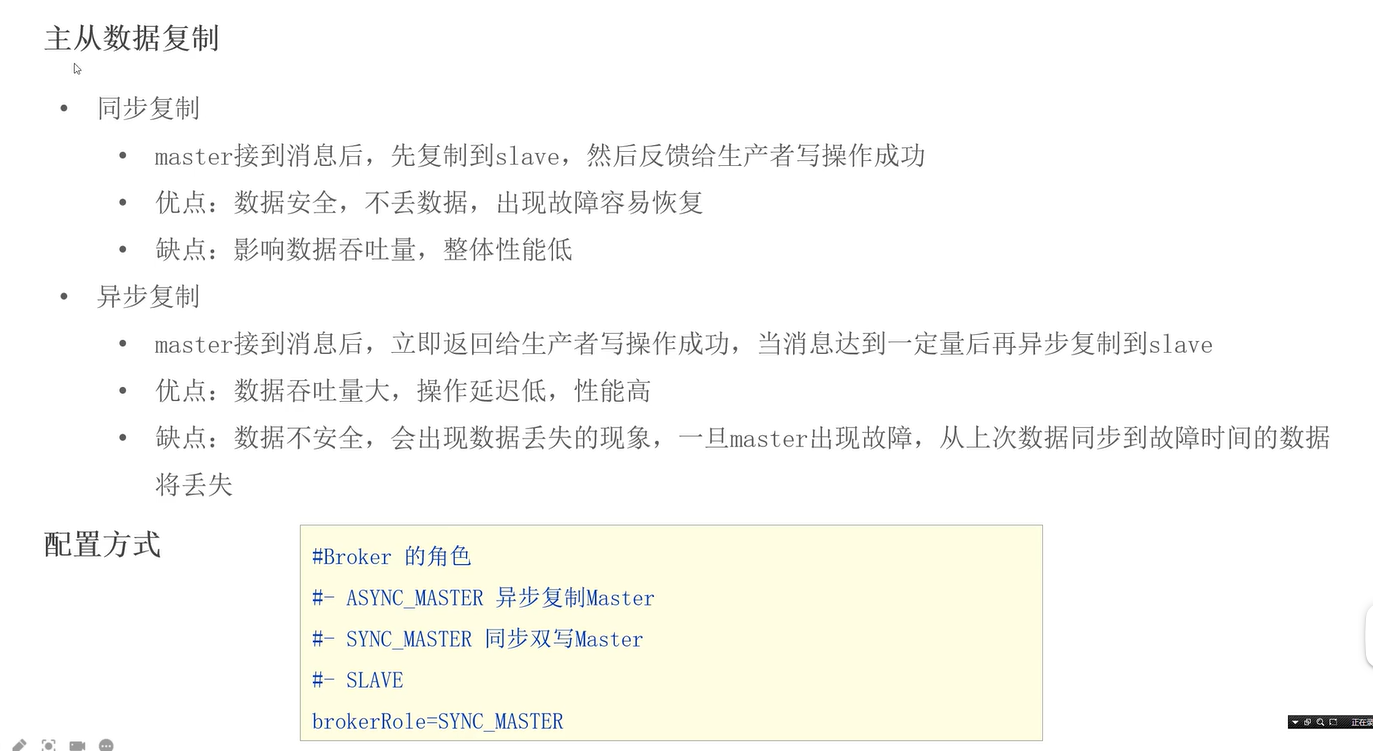 主从数据复制
• 同步复制
• master接到消息后，先复制到slave，然后反馈给生产者写操作成功
• 优点：数据安全，不丢数据，出现故障容易恢复
• 缺点：影响数据吞吐量，整体性能低
• 异步复制
• master接到消息后，立即返回给生产者写操作成功，当消息达到一定量后再异步复制到slave
• 优点：数据吞吐量大，操作延迟低，性能高
• 缺点：数据不安全，会出现数据丢失的现象，一旦master出现故障，从上次数据同步到故障时间的数据
将丢失
配置方式
#Broker 的角色
#- ASYNC_MASTER 异步复制Master
#- SYNC_MASTER 同步双写Master
#- SLAVE
brokerRole=SYNC_MASTER
正在